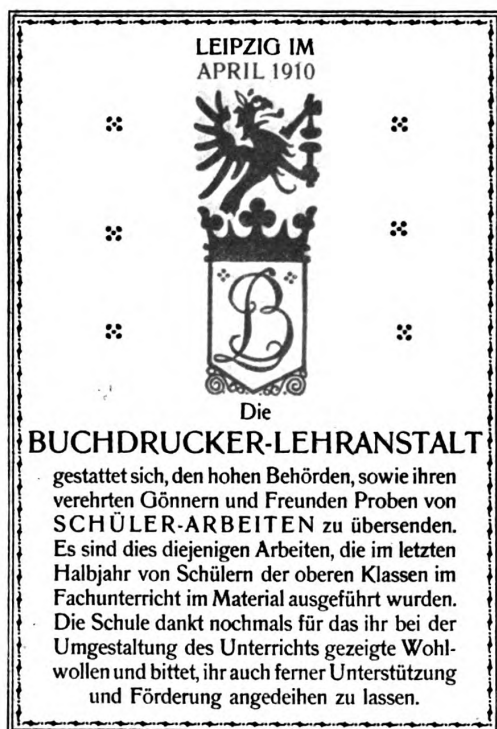 LEIPZIG IM
APRIL 1910
B
Die
BUCHDRUCKER-LEHRANSTALT
gestattet sich, den hohen Behörden, sowie ihren
verehrten Gönnern und Freunden Proben von
SCHÜLER-ARBEITEN zu übersenden.
Es sind dies diejenigen Arbeiten, die im letzten
Halbjahr von Schülern der oberen Klassen im
Fachunterricht im Material ausgeführt wurden.
Die Schule dankt nochmals für das ihr bei der
Umgestaltung des Unterrichts gezeigte Wohl-
wollen und bittet, ihr auch ferner Unterstützung
und Förderung angedeihen zu lassen.